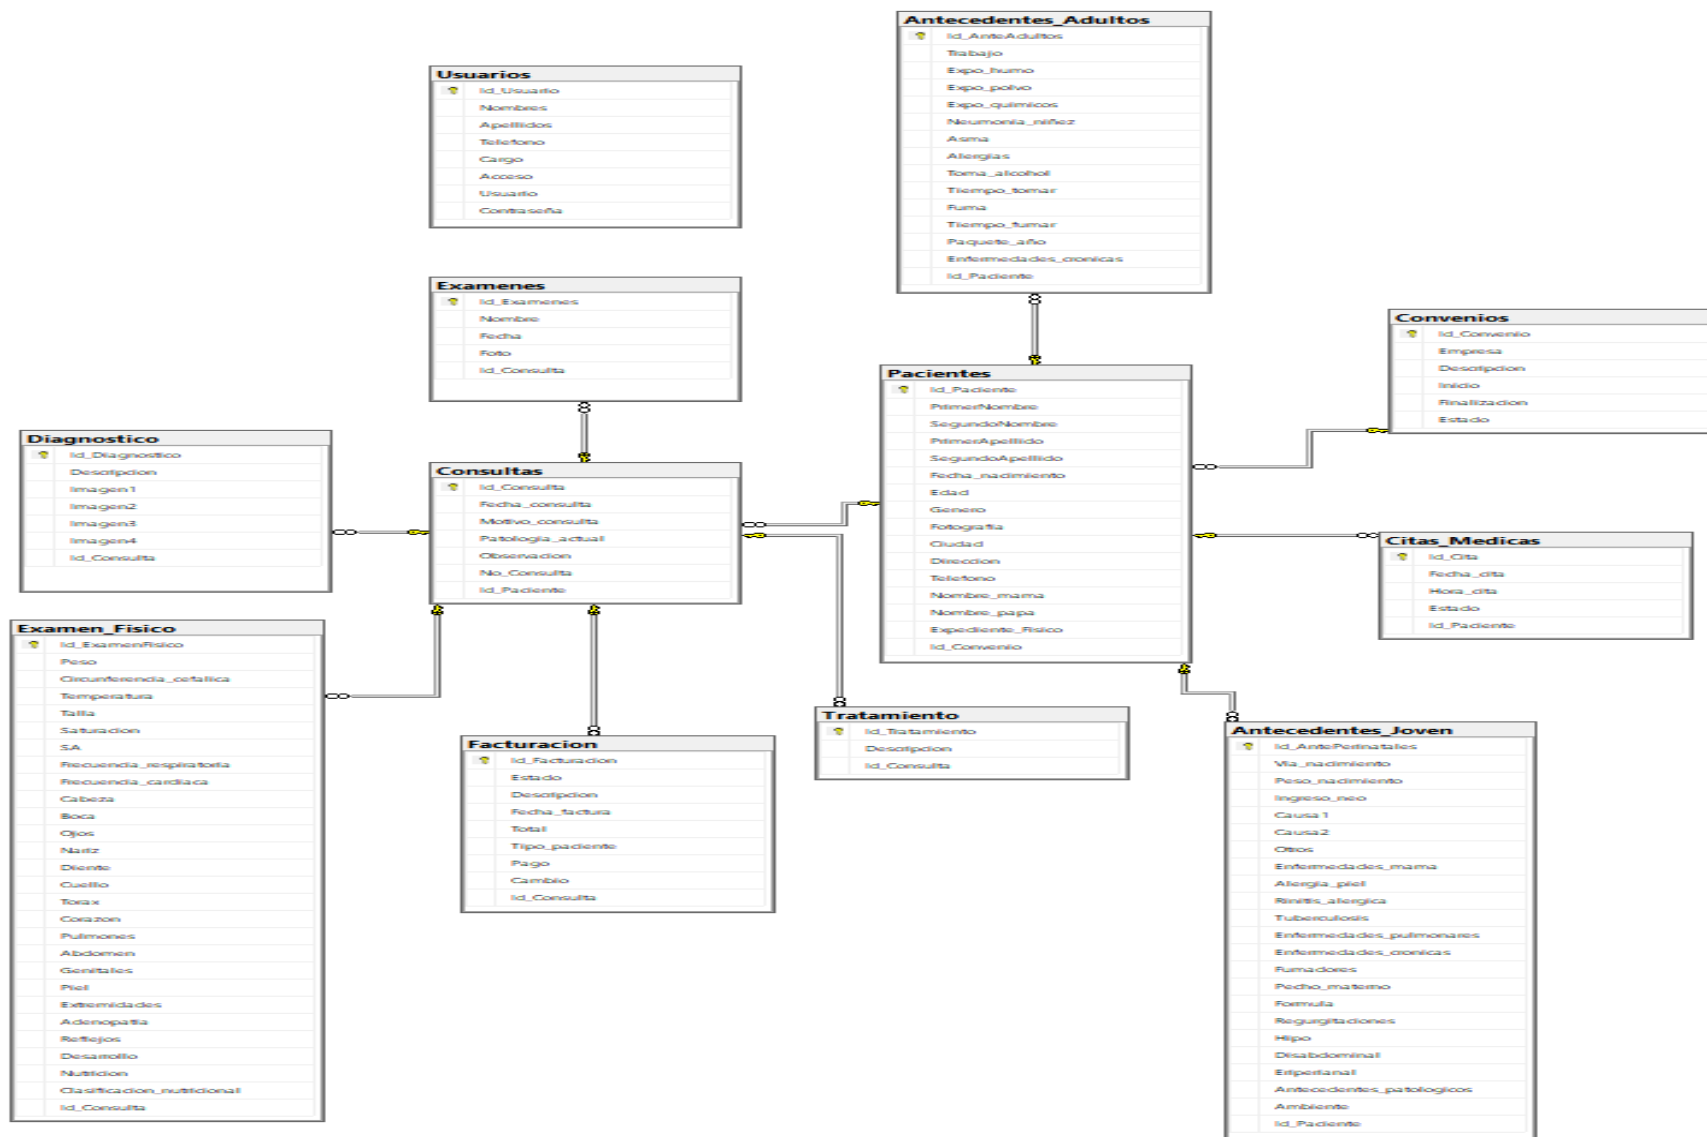 Antecedentes_Adultos
Id_AnteAdultos
Trabajo
Expo_humo
Expo_polvo
Expo_quimicos
Neumonia_niñez
Asma
Alergias
Toma_alcohol
Tiempo_tomar
Fuma
Tiempo_fumar
Paquete_año
Enfermedades_cronicas
Id_Paciente
Usuarios
Id_Usuario
Nombres
Apellidos
Telefono
Cargo
Acceso
Usuario
Contraseña
Examenes
Id_Examenes
Nombre
Fecha
Foto
Id_Consulta
Convenios
Id_Convenio
Empresa
Descripcion
Inicio
Finalizacion
Estado
Pacientes
Id_Paciente
PrimerNombre
SegundoNombre
PrimerApellido
SegundoApellido
Fecha_nacimiento
Edad
Genero
Fotografia
Ciudad
Direccion
Telefono
Nombre_mama
Nombre_papa
Expediente_Fisico
Id_Convenio
Diagnostico
Id_Diagnostico
Descripcion
Imagen1
Imagen2
Imagen3
Imagen4
Id_Consulta
Consultas
Id_Consulta
Fecha_consulta
Motivo_consulta
Patologia_actual
Observacion
No_Consulta
Id_Paciente
Citas_Medicas
Id_Cita
Fecha_cita
Hora_cita
Estado
Id_Paciente
Examen_Fisico
Id_ExamenFisico
Peso
Circunferencia_cefalica
Temperatura
Talla
Saturacion
SA
Frecuencia_respiratoria
Frecuencia_cardiaca
Cabeza
Boca
Ojos
Nariz
Diente
Cuello
Torax
Corazon
Pulmones
Abdomen
Genitales
Piel
Extremidades
Adenopatia
Reflejos
Desarrollo
Nutricion
Clasificacion_nutricional
Id_Consulta
Facturacion
Id_Facturacion
Estado
Descripcion
Fecha_factura
Total
Tipo_paciente
Pago
Cambio
Id_Consulta
Tratamiento
Id_Tratamiento
Descripcion
Id_Consulta
Antecedentes_Joven
Id_AntePerinatales
Via_nacimiento
Peso_nacimiento
Ingreso_neo
Causa1
Causa2
Otros
Enfermedades_mama
Alergia_piel
Rinitis_alergica
Tuberculosis
Enfermedades_pulmonares
Enfermedades_cronicas
Fumadores
Pecho_materno
Formula
Regurgitaciones
Hipo
Disabdominal
Eriperianal
Antecedentes_patologicos
Ambiente
Id_Paciente